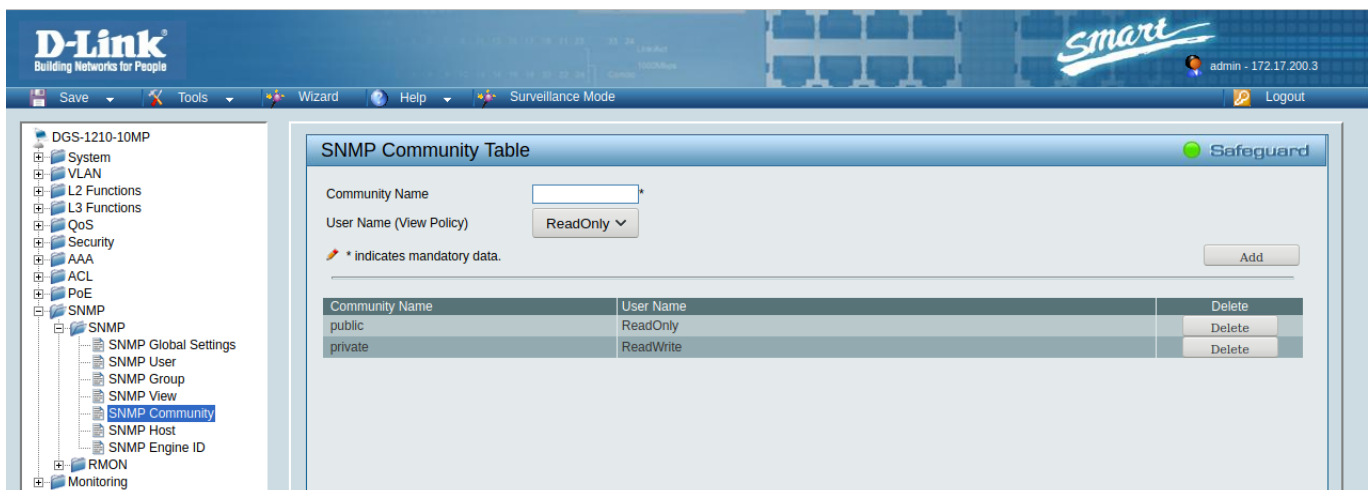 D-Link
Building Networks for People
smart
admin - 172.17.200.3
Save Tools Wizard Help Surveillance Mode Logout
DGS-1210-10MP
System
VLAN
L2 Functions
L3 Functions
QoS
Security
AAA
ACL
PoE
SNMP
SNMP
SNMP Global Settings
SNMP User
SNMP Group
SNMP View
SNMP Community
SNMP Host
SNMP Engine ID
RMON
Monitoring
SNMP Community Table
Safeguard
Community Name *
User Name (View Policy) ReadOnly
* indicates mandatory data.
Add
Community Name User Name Delete
public ReadOnly Delete
private ReadWrite Delete